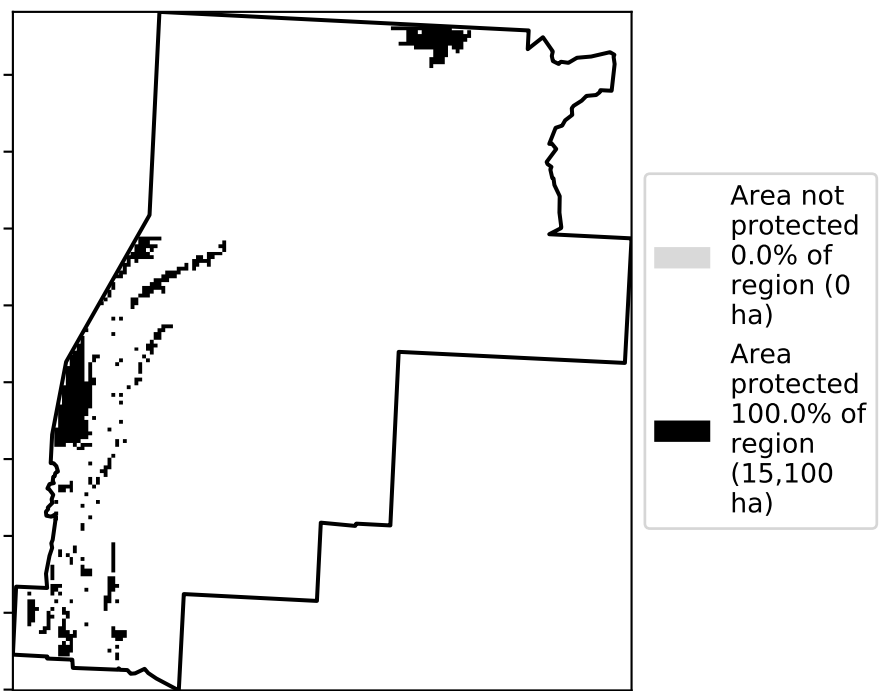 Area not
protected
0.0% of
region (0
ha)
Area
protected
100.0% of
region
(15,100
ha)